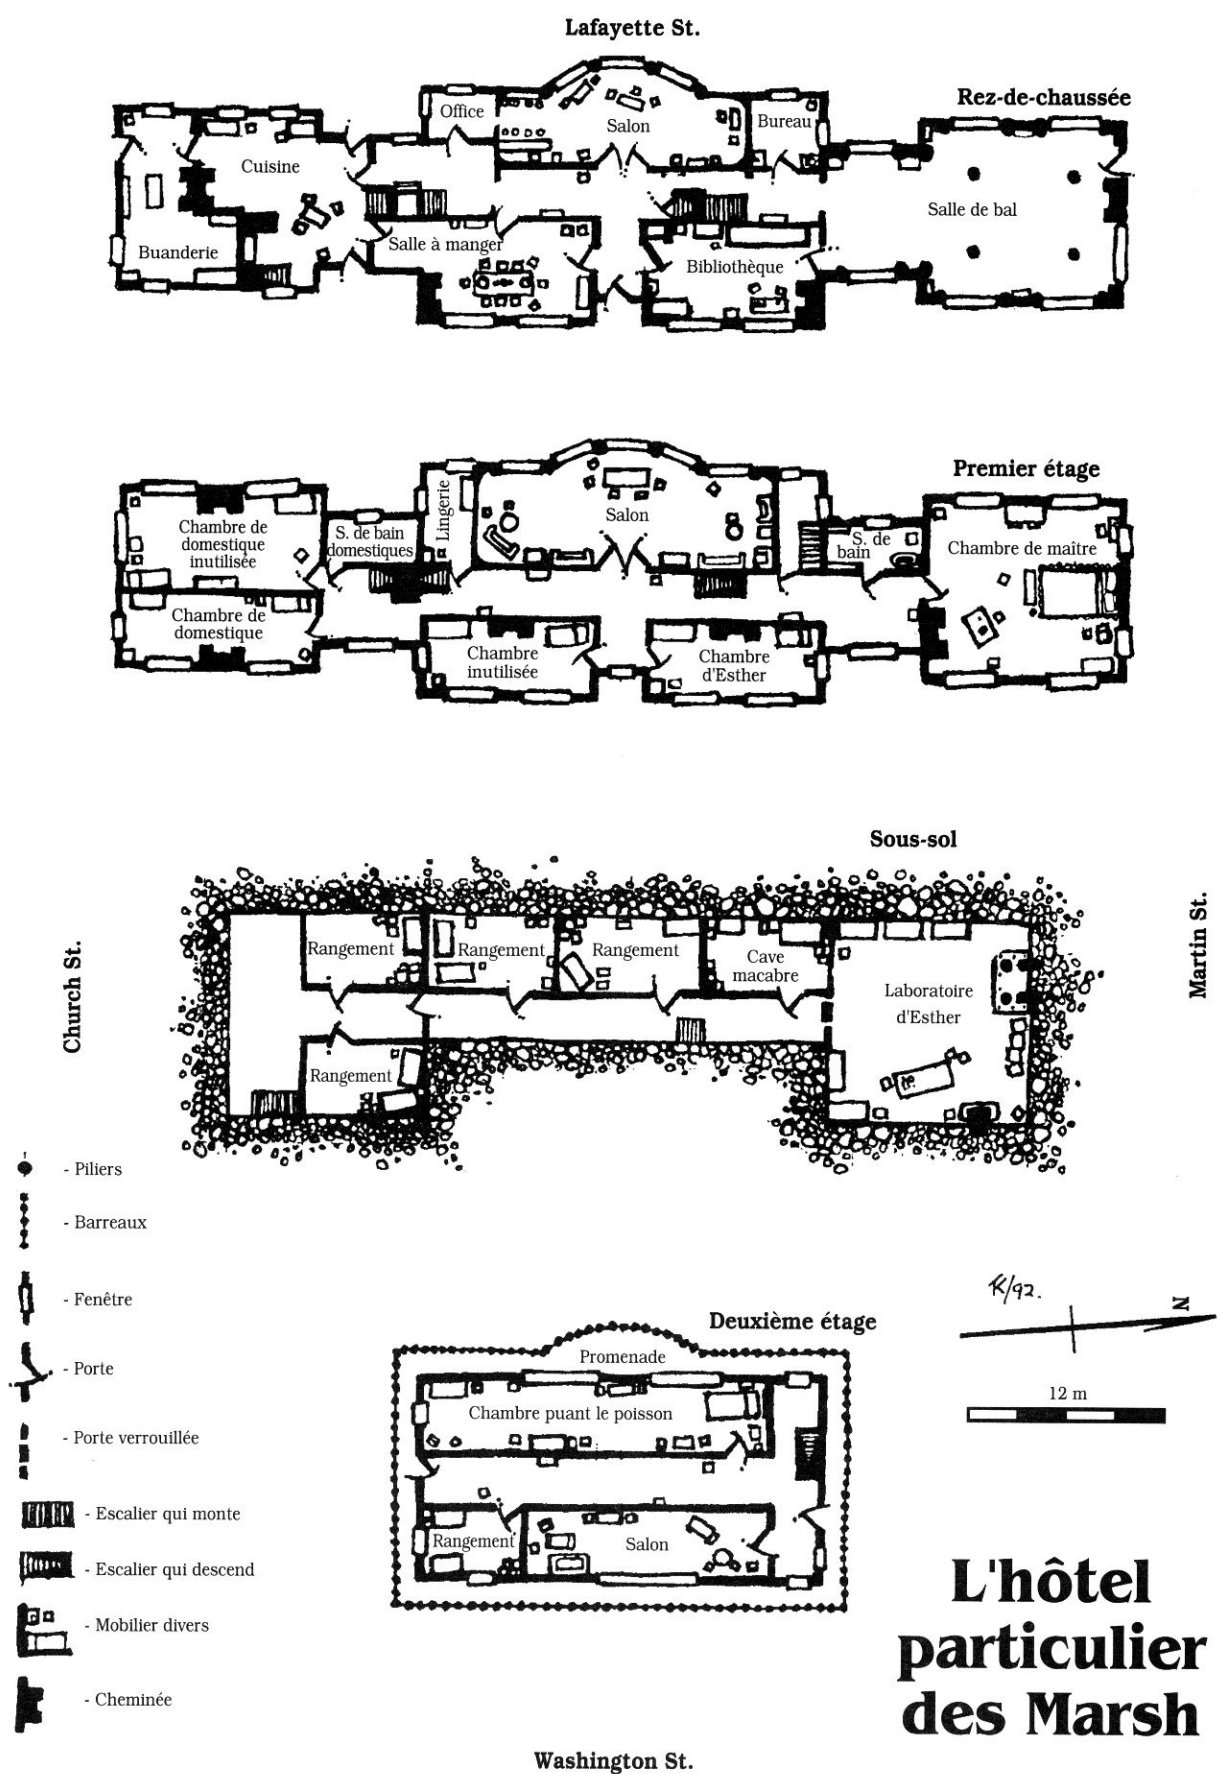 Lafayette St.
Rez-de-chaussée
Office
Salon
Bureau
Cuisine
Salle de bal
Buanderie
Salle à manger
Bibliothèque
Premier étage
Chambre de
domestique
inutilisée
S. de bain
domestiques
Lingerie
Salon
S. de
bain
Chambre de maître
Chambre de
domestique
Chambre
inutilisée
Chambre
d'Esther
Sous-sol
Church St.
Martin St.
Rangement
Rangement
Rangement
Cave
macabre
Laboratoire
d'Esther
Rangement
- Piliers
- Barreaux
- Fenêtre
- Porte
- Porte verrouillée
- Escalier qui monte
- Escalier qui descend
- Mobilier divers
- Cheminée
K/92.
N
12 m
Deuxième étage
Promenade
Chambre puant le poisson
Rangement
Salon
L'hôtel
particulier
des Marsh
Washington St.